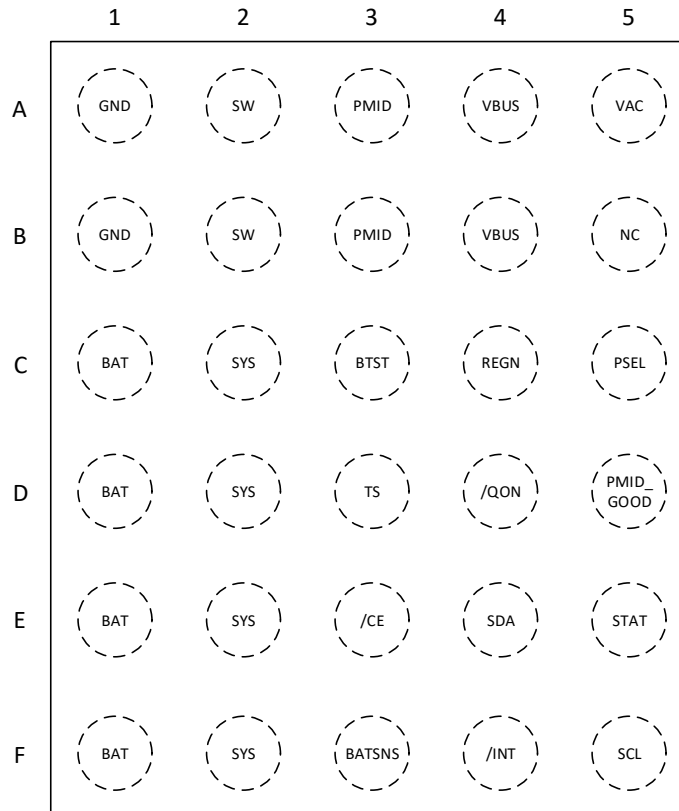 1 2 3 4 5
A GND SW PMID VBUS VAC
B GND SW PMID VBUS NC
C BAT SYS BTST REGN PSEL
D BAT SYS TS /QON PMID_
GOOD
E BAT SYS /CE SDA STAT
F BAT SYS BATSNS /INT SCL